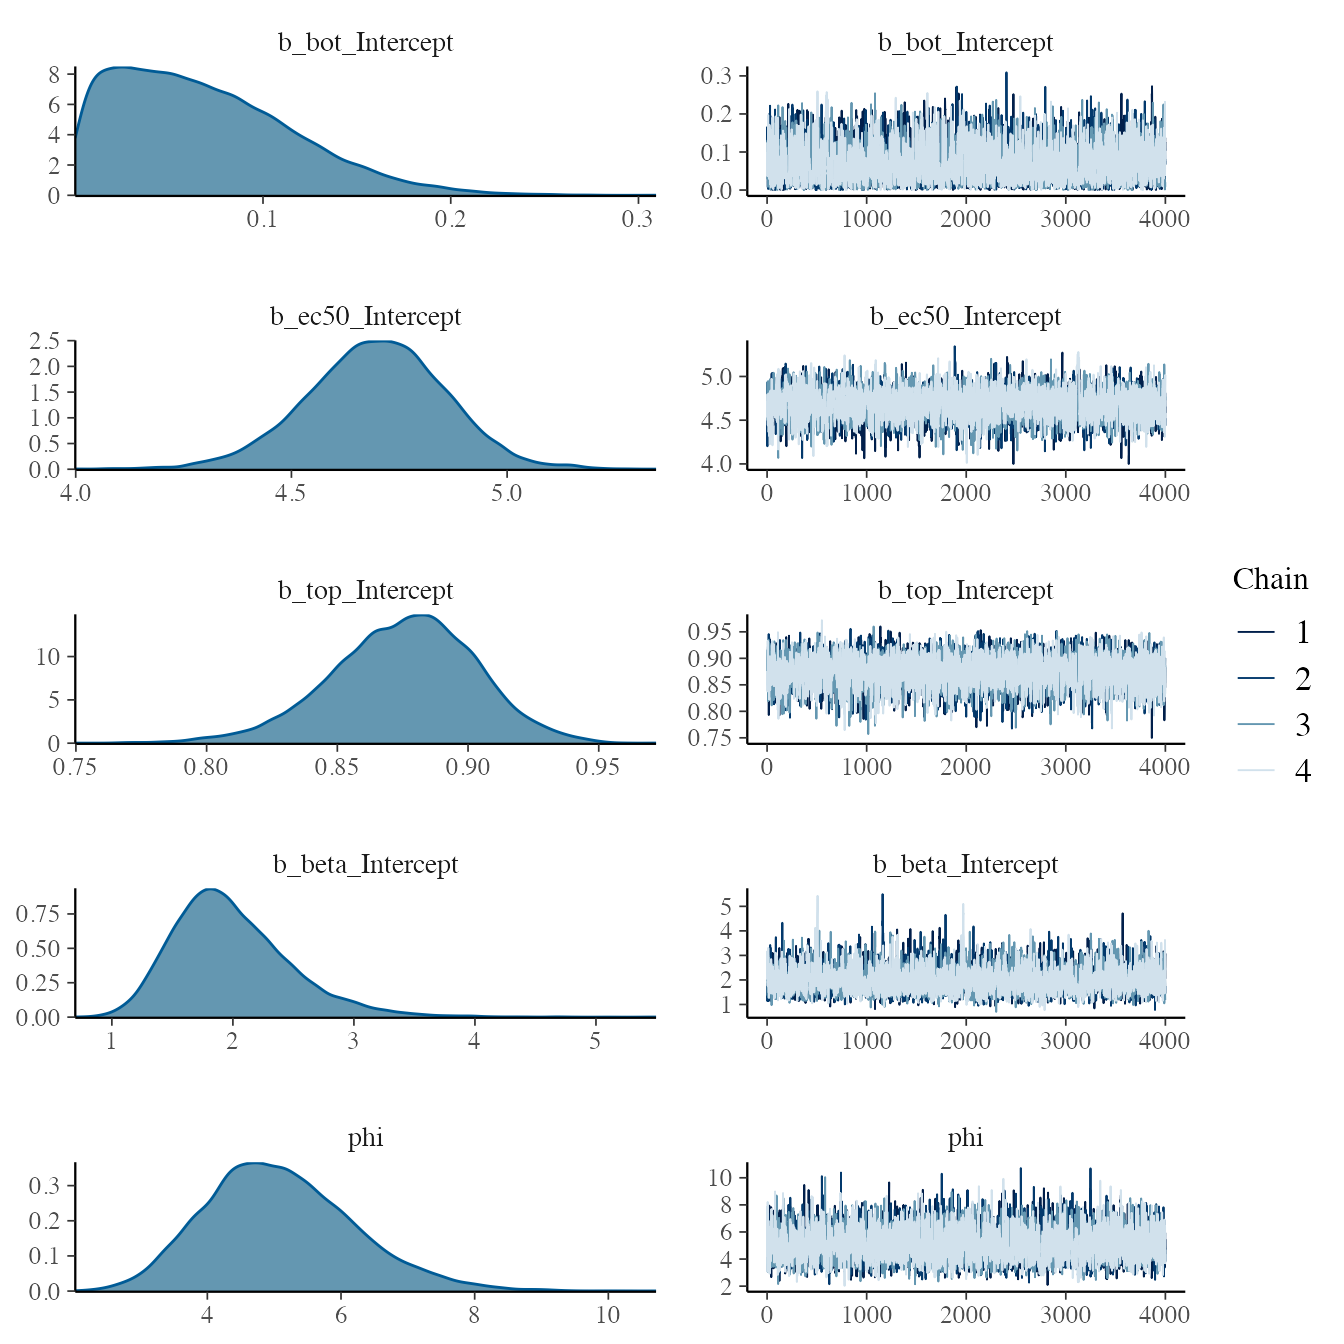 b_bot_Intercept b_bot_Intercept
8 6 4 2 0
0.1 0.2 0.3
0.3 0.2 0.1 0.0
0 1000 2000 3000 4000
b_ec50_Intercept b_ec50_Intercept
2.5 2.0 1.5 1.0 0.5 0.0
4.0 4.5 5.0
5.0 4.5 4.0
0 1000 2000 3000 4000
b_top_Intercept b_top_Intercept
10 5 0
0.75 0.80 0.85 0.90 0.95
0.95 0.90 0.85 0.80 0.75
0 1000 2000 3000 4000
b_beta_Intercept b_beta_Intercept
0.75 0.50 0.25 0.00
1 2 3 4 5
5 4 3 2 1
0 1000 2000 3000 4000
phi phi
0.3 0.2 0.1 0.0
4 6 8 10
10 8 6 4 2
0 1000 2000 3000 4000
Chain
1
2
3
4